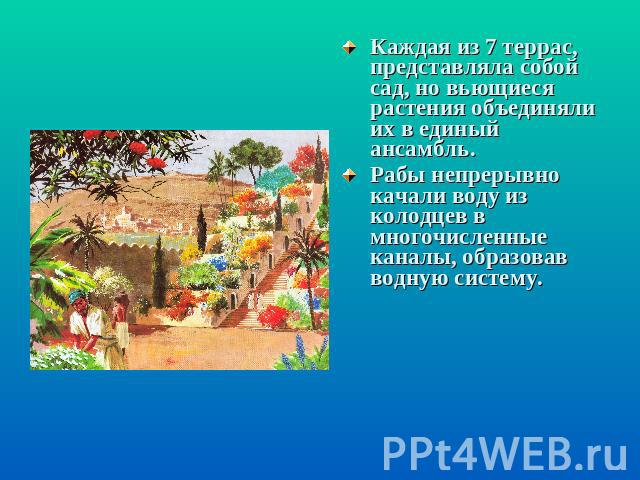 Каждая из 7 террас,
представляла собой
сад, но вьющиеся
растения объединяли
их в единый
ансамбль.
Рабы непрерывно
качали воду из
колодцев в
многочисленные
каналы, образовав
водную систему.
PPt4WEB.ru